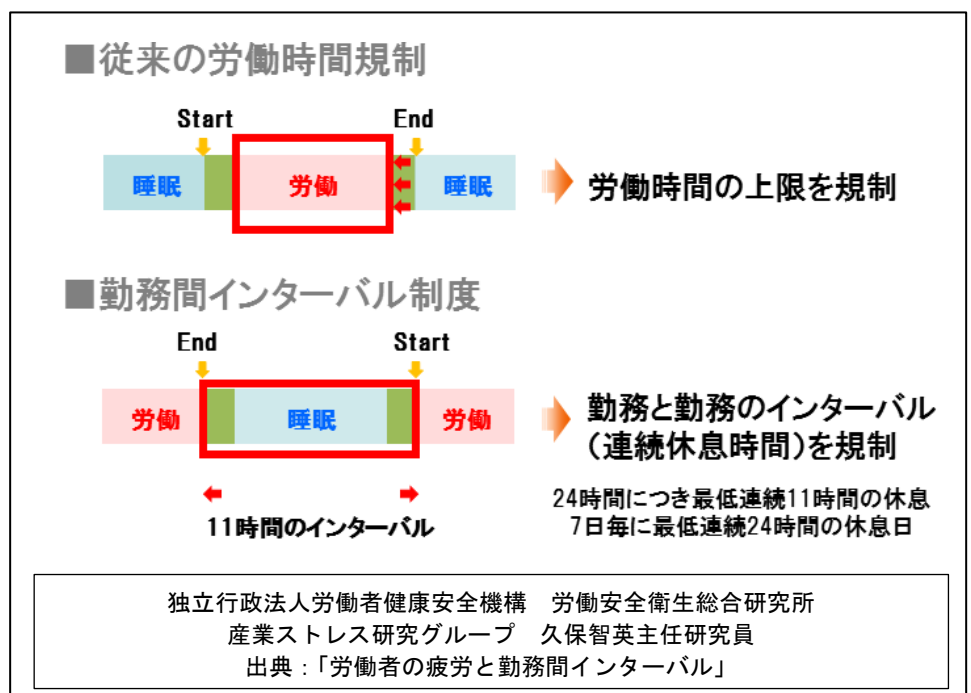 ■従来の労働時間規制
Start End
睡眠 労働 睡眠
労働時間の上限を規制
■勤務間インターバル制度
End Start
労働 睡眠 労働
勤務と勤務のインターバル
（連続休息時間）を規制
11時間のインターバル
24時間につき最低連続11時間の休息
7日毎に最低連続24時間の休息日
独立行政法人労働者健康安全機構　労働安全衛生総合研究所
産業ストレス研究グループ　久保智英主任研究員
出典：「労働者の疲労と勤務間インターバル」